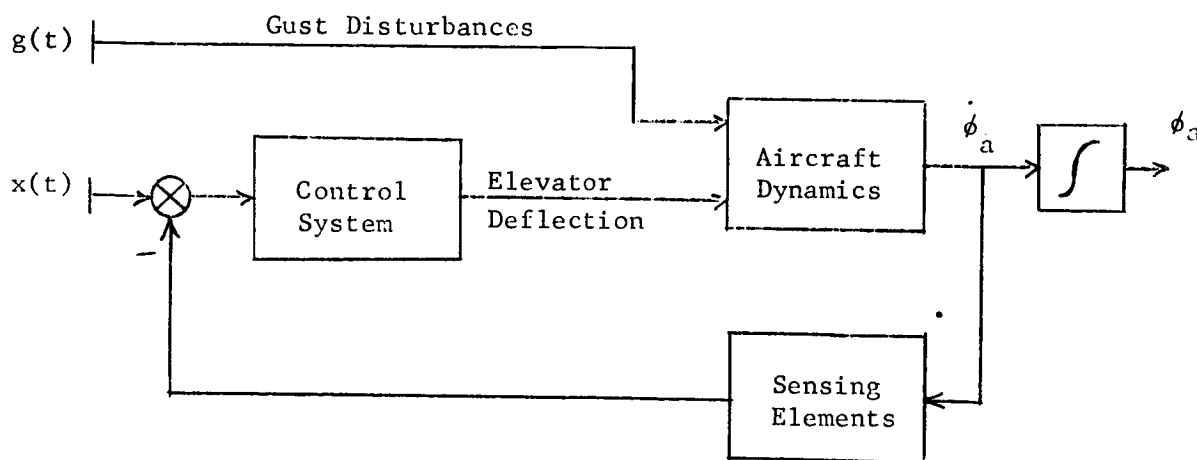 g(t)
Gust Disturbances
x(t)
Control
System
Elevator
Deflection
Aircraft
Dynamics
ϕ̇a
∫
ϕa
−
Sensing
Elements